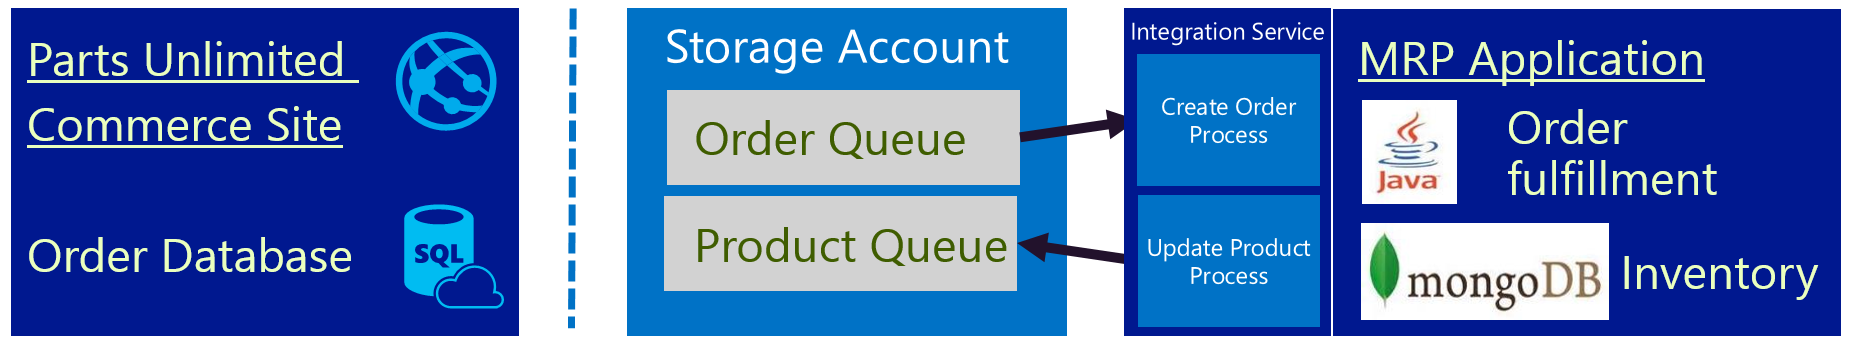 Parts Unlimited
Commerce Site
Order Database
SQL
Storage Account
Order Queue
Product Queue
Integration Service
Create Order
Process
Update Product
Process
MRP Application
Java
Order
fulfillment
mongoDB
Inventory